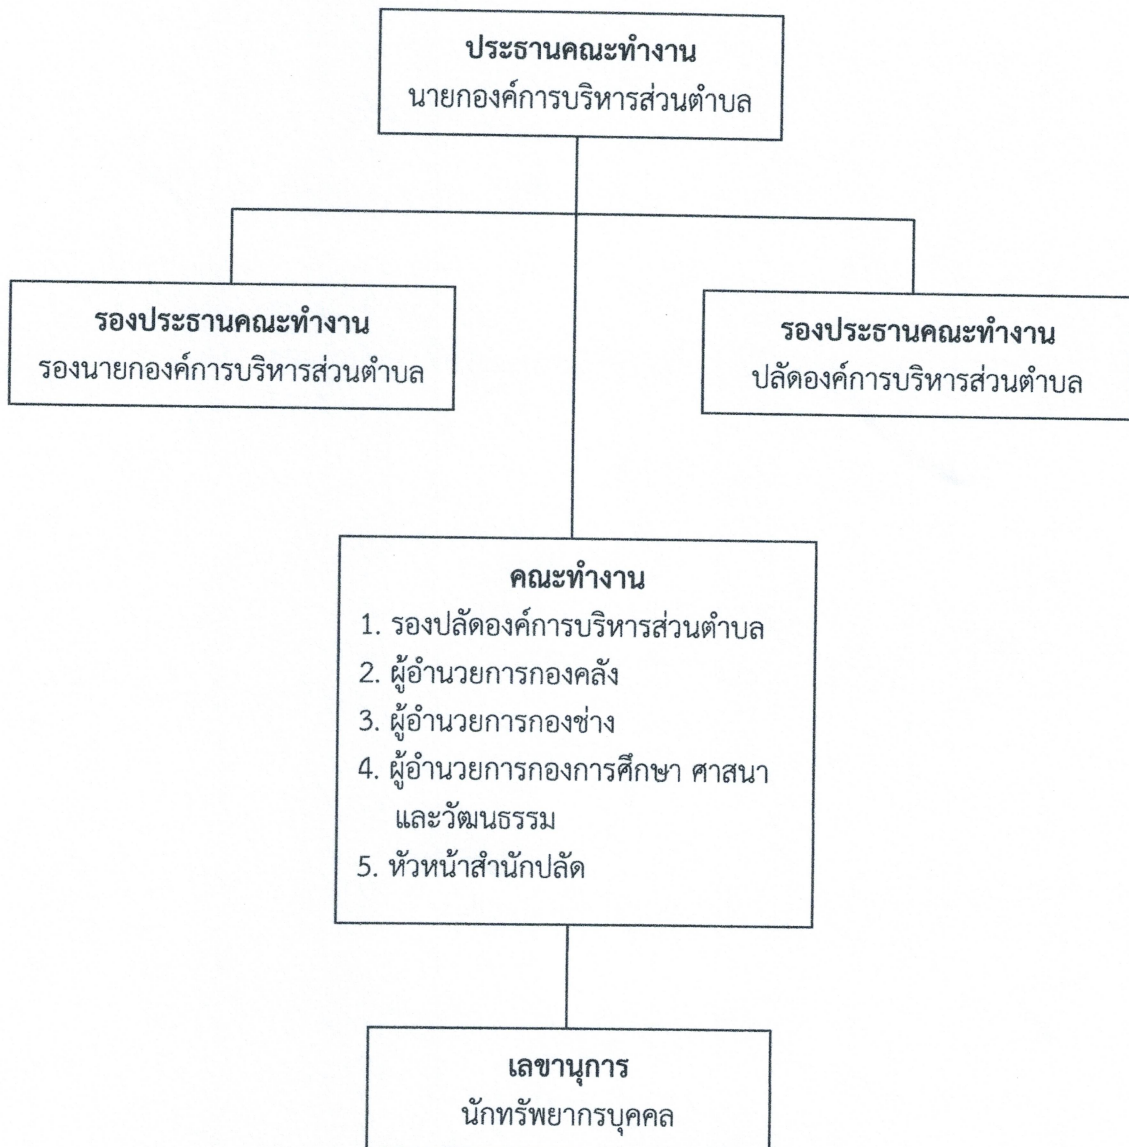 ประธานคณะทำงาน
นายกองค์การบริหารส่วนตำบล
รองประธานคณะทำงาน
รองนายกองค์การบริหารส่วนตำบล
รองประธานคณะทำงาน
ปลัดองค์การบริหารส่วนตำบล
คณะทำงาน
1. รองปลัดองค์การบริหารส่วนตำบล
2. ผู้อำนวยการกองคลัง
3. ผู้อำนวยการกองช่าง
4. ผู้อำนวยการกองการศึกษา ศาสนา
และวัฒนธรรม
5. หัวหน้าสำนักปลัด
เลขานุการ
นักทรัพยากรบุคคล